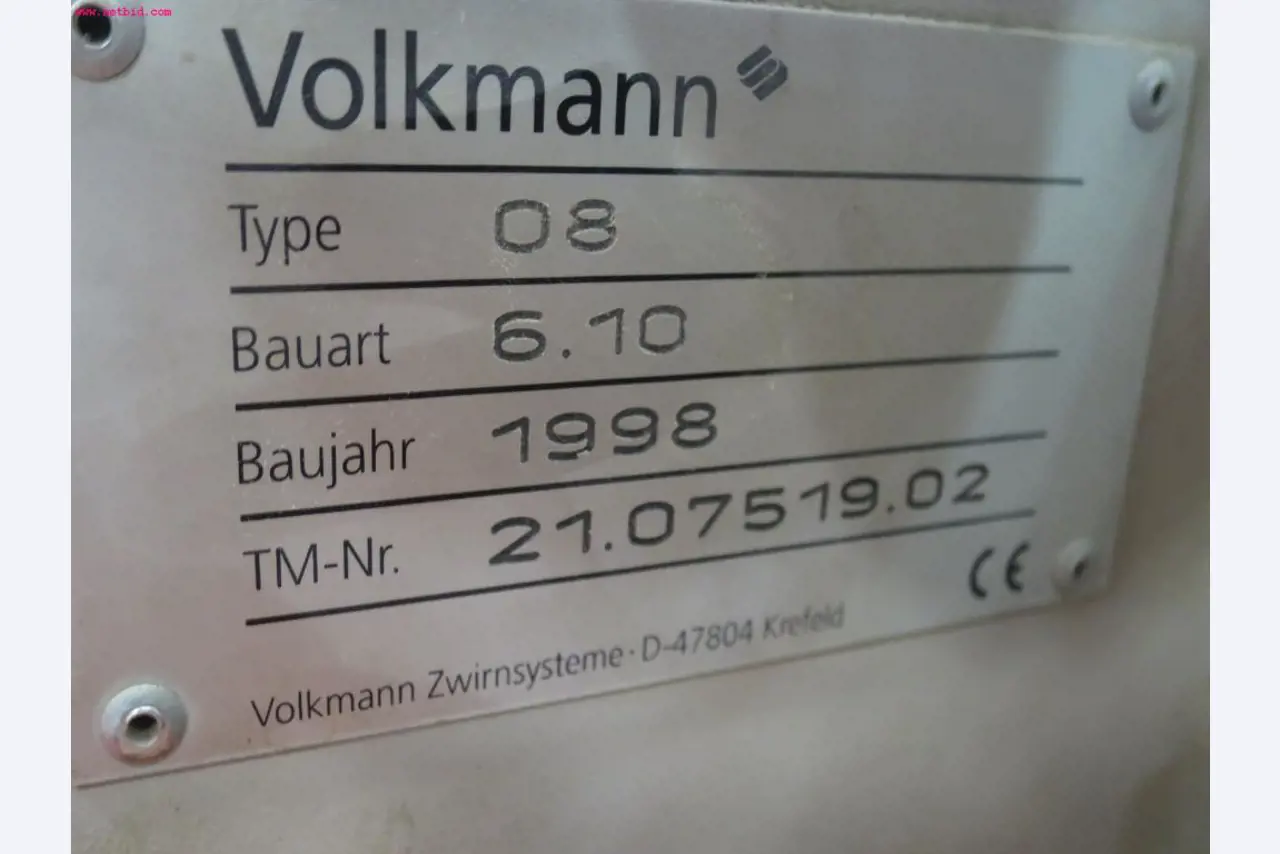 www.netbid.com
Volkmann
Type 08
Bauart 6.10
Baujahr 1998
TM-Nr. 21.07519.02
CE
Volkmann Zwirnsysteme · D-47804 Krefeld